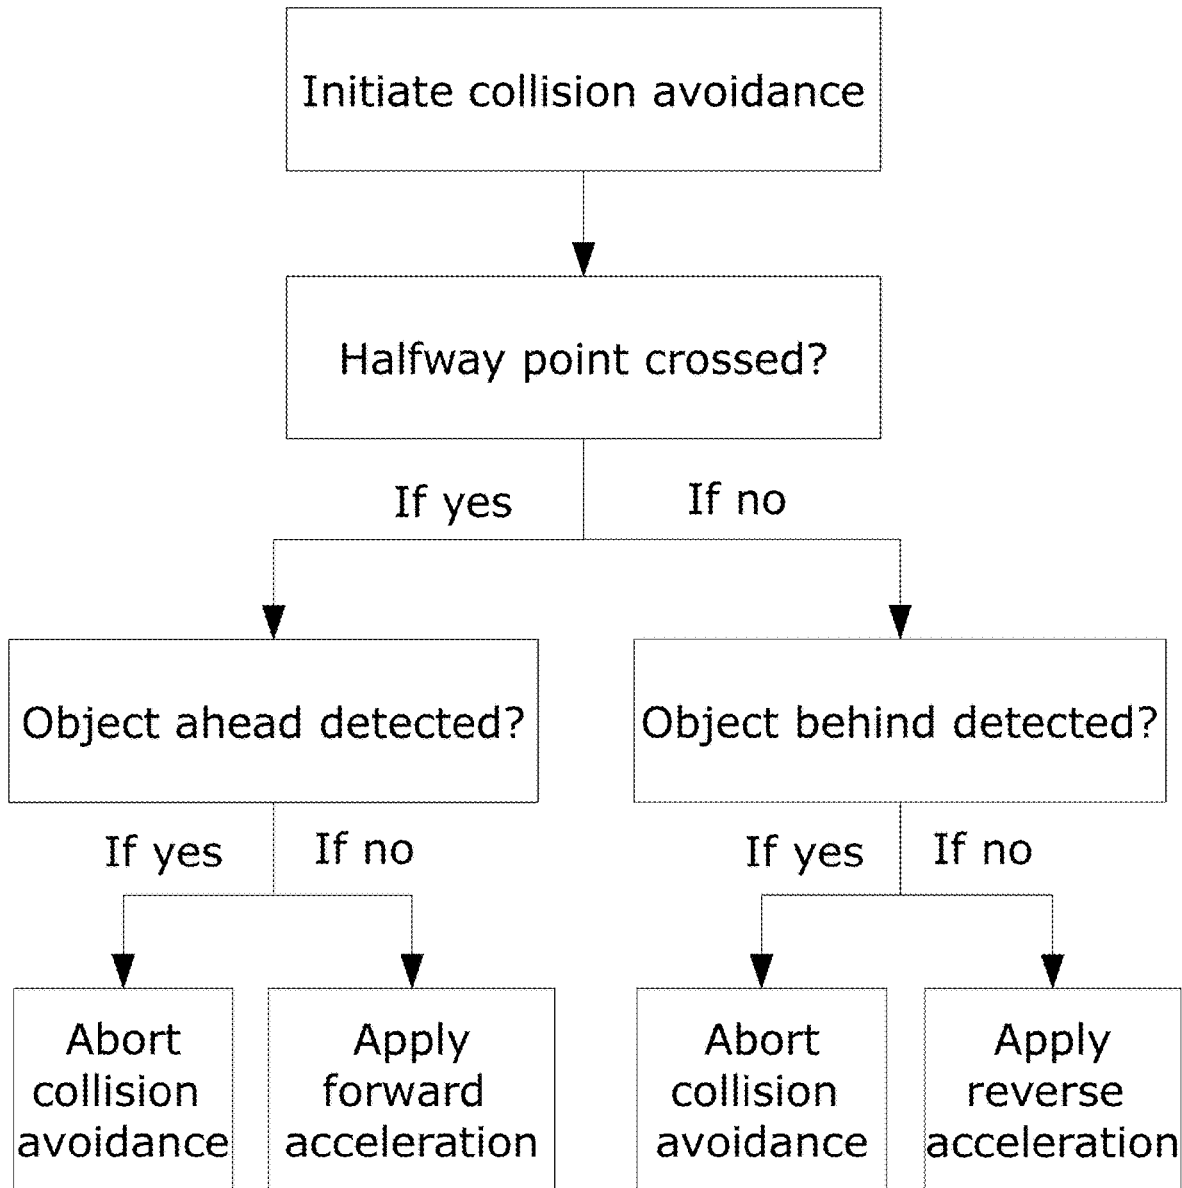 Initiate collision avoidance
Halfway point crossed?
If yes
If no
Object ahead detected?
Object behind detected?
If yes
If no
If yes
If no
Abort
collision
avoidance
Apply
forward
acceleration
Abort
collision
avoidance
Apply
reverse
acceleration